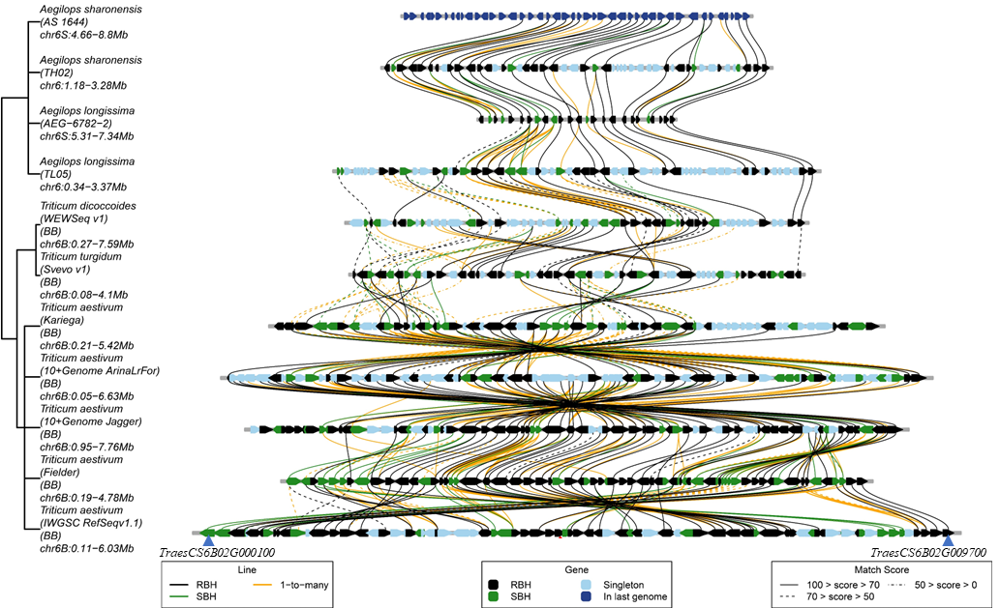 Aegilops sharonensis
(AS 1644)
chr6S:4.66−8.8Mb
Aegilops sharonensis
(TH02)
chr6:1.18−3.28Mb
Aegilops longissima
(AEG−6782−2)
chr6S:5.31−7.34Mb
Aegilops longissima
(TL05)
chr6:0.34−3.37Mb
Triticum dicoccoides
(WEWSeq v1)
(BB)
chr6B:0.27−7.59Mb
Triticum turgidum
(Svevo v1)
(BB)
chr6B:0.08−4.1Mb
Triticum aestivum
(Kariega)
(BB)
chr6B:0.21−5.42Mb
Triticum aestivum
(10+Genome ArinaLrFor)
(BB)
chr6B:0.05−6.63Mb
Triticum aestivum
(10+Genome Jagger)
(BB)
chr6B:0.95−7.76Mb
Triticum aestivum
(Fielder)
(BB)
chr6B:0.19−4.78Mb
Triticum aestivum
(IWGSC RefSeqv1.1)
(BB)
chr6B:0.11−6.03Mb
TraesCS6B02G000100
TraesCS6B02G009700
Line
RBH
1−to−many
SBH
Gene
RBH
Singleton
SBH
In last genome
Match Score
100 > score > 70
50 > score > 0
70 > score > 50